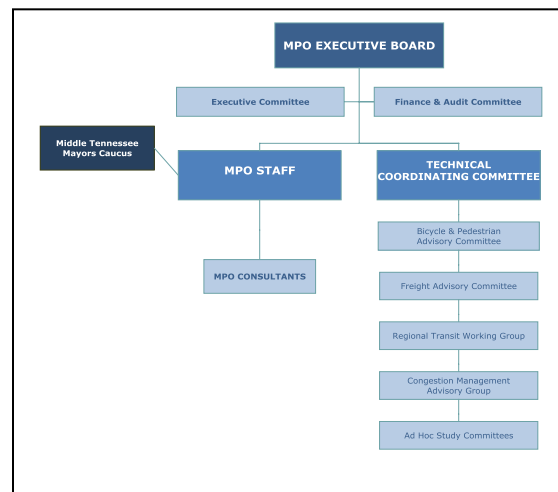 MPO EXECUTIVE BOARD
Executive Committee
Finance & Audit Committee
Middle Tennessee
Mayors Caucus
MPO STAFF
TECHNICAL
COORDINATING COMMITTEE
Bicycle & Pedestrian
Advisory Committee
MPO CONSULTANTS
Freight Advisory Committee
Regional Transit Working Group
Congestion Management
Advisory Group
Ad Hoc Study Committees